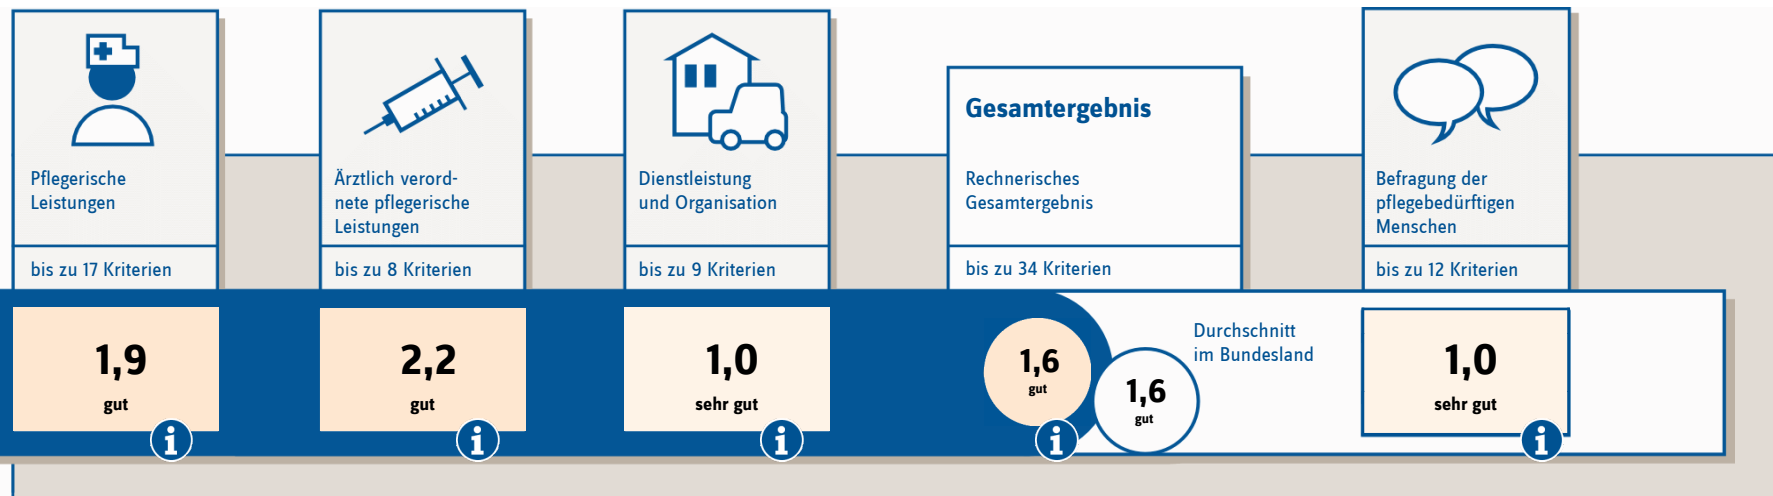 Pflegerische
Leistungen
bis zu 17 Kriterien
1,9
gut
i
Ärztlich verord-
nete pflegerische
Leistungen
bis zu 8 Kriterien
2,2
gut
i
Dienstleistung
und Organisation
bis zu 9 Kriterien
1,0
sehr gut
i
Gesamtergebnis
Rechnerisches
Gesamtergebnis
bis zu 34 Kriterien
1,6
gut
i
Durchschnitt
im Bundesland
1,6
gut
Befragung der
pflegebedürftigen
Menschen
bis zu 12 Kriterien
1,0
sehr gut
i